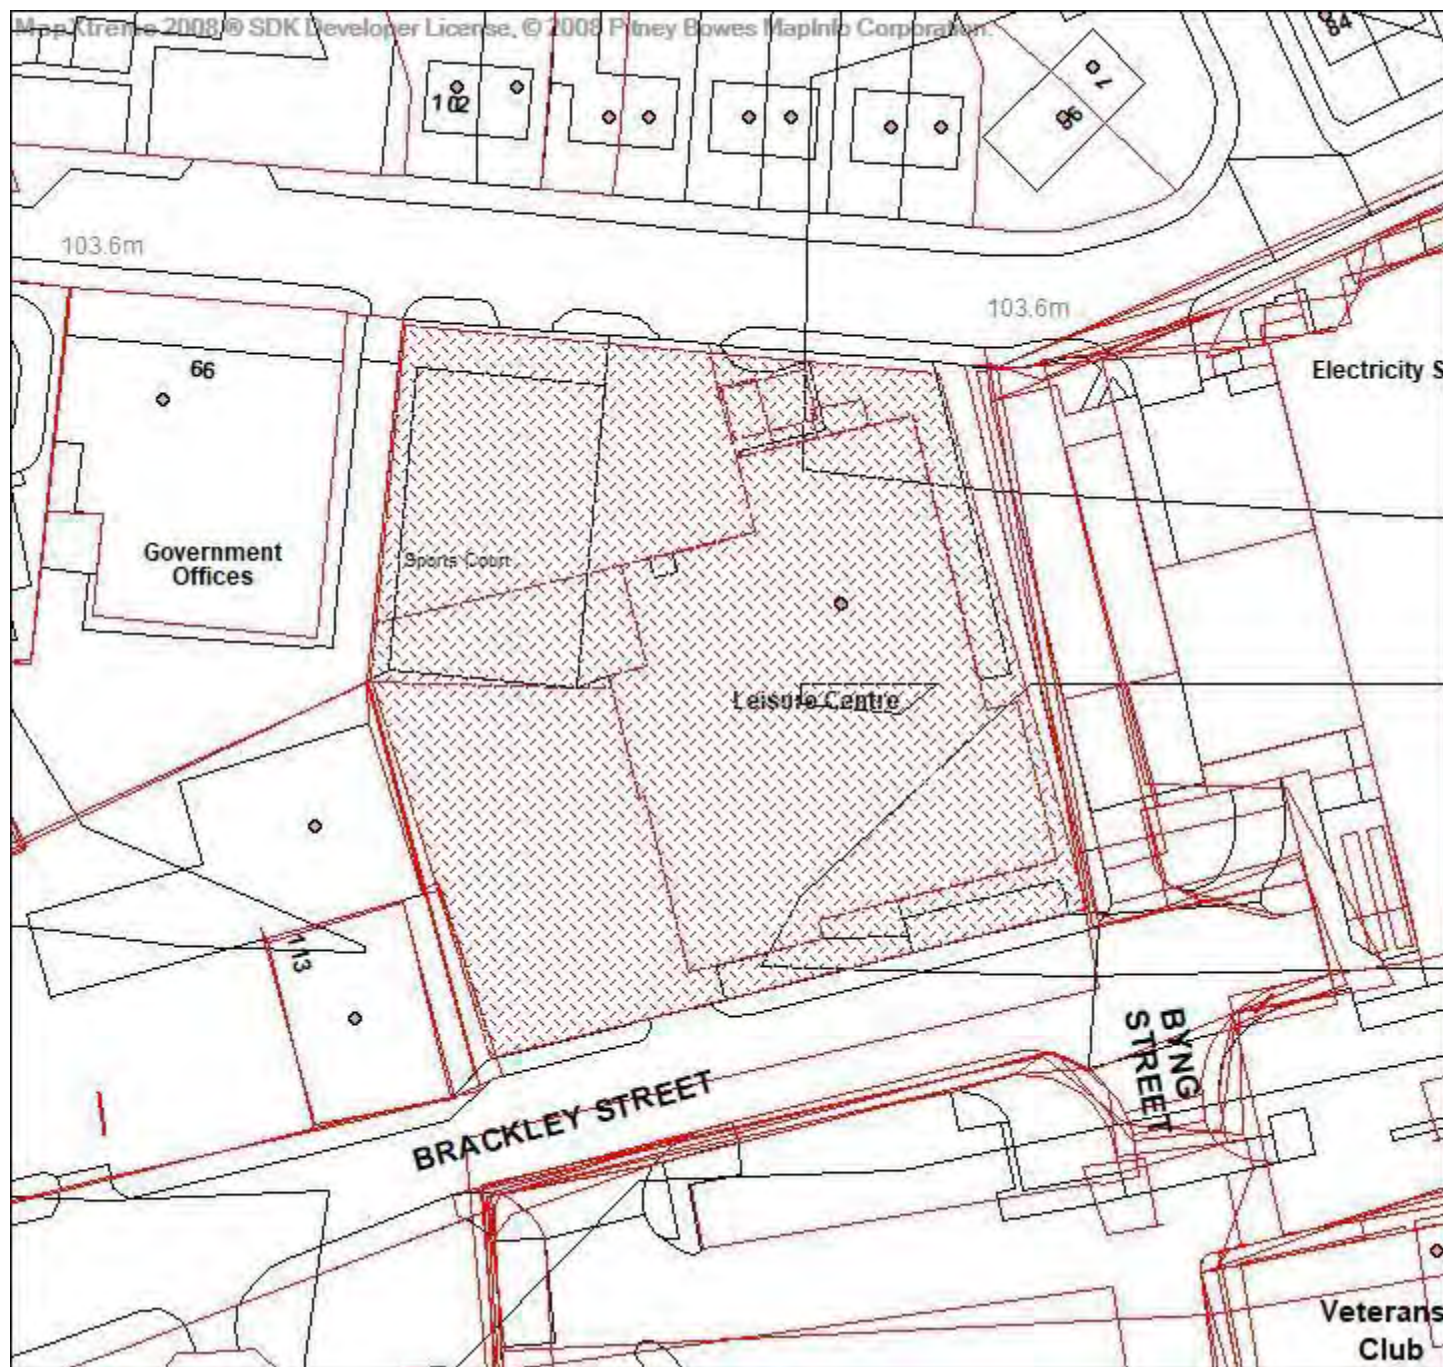 MapXtreme 2008 ® SDK Developer License, © 2008 Pitney Bowes MapInfo Corporation.
84
102
1
103.6m
103.6m
66
Electricity S
Government
Offices
Sports Court
Leisure Centre
113
BYNG
STREET
BRACKLEY STREET
Veterans
Club